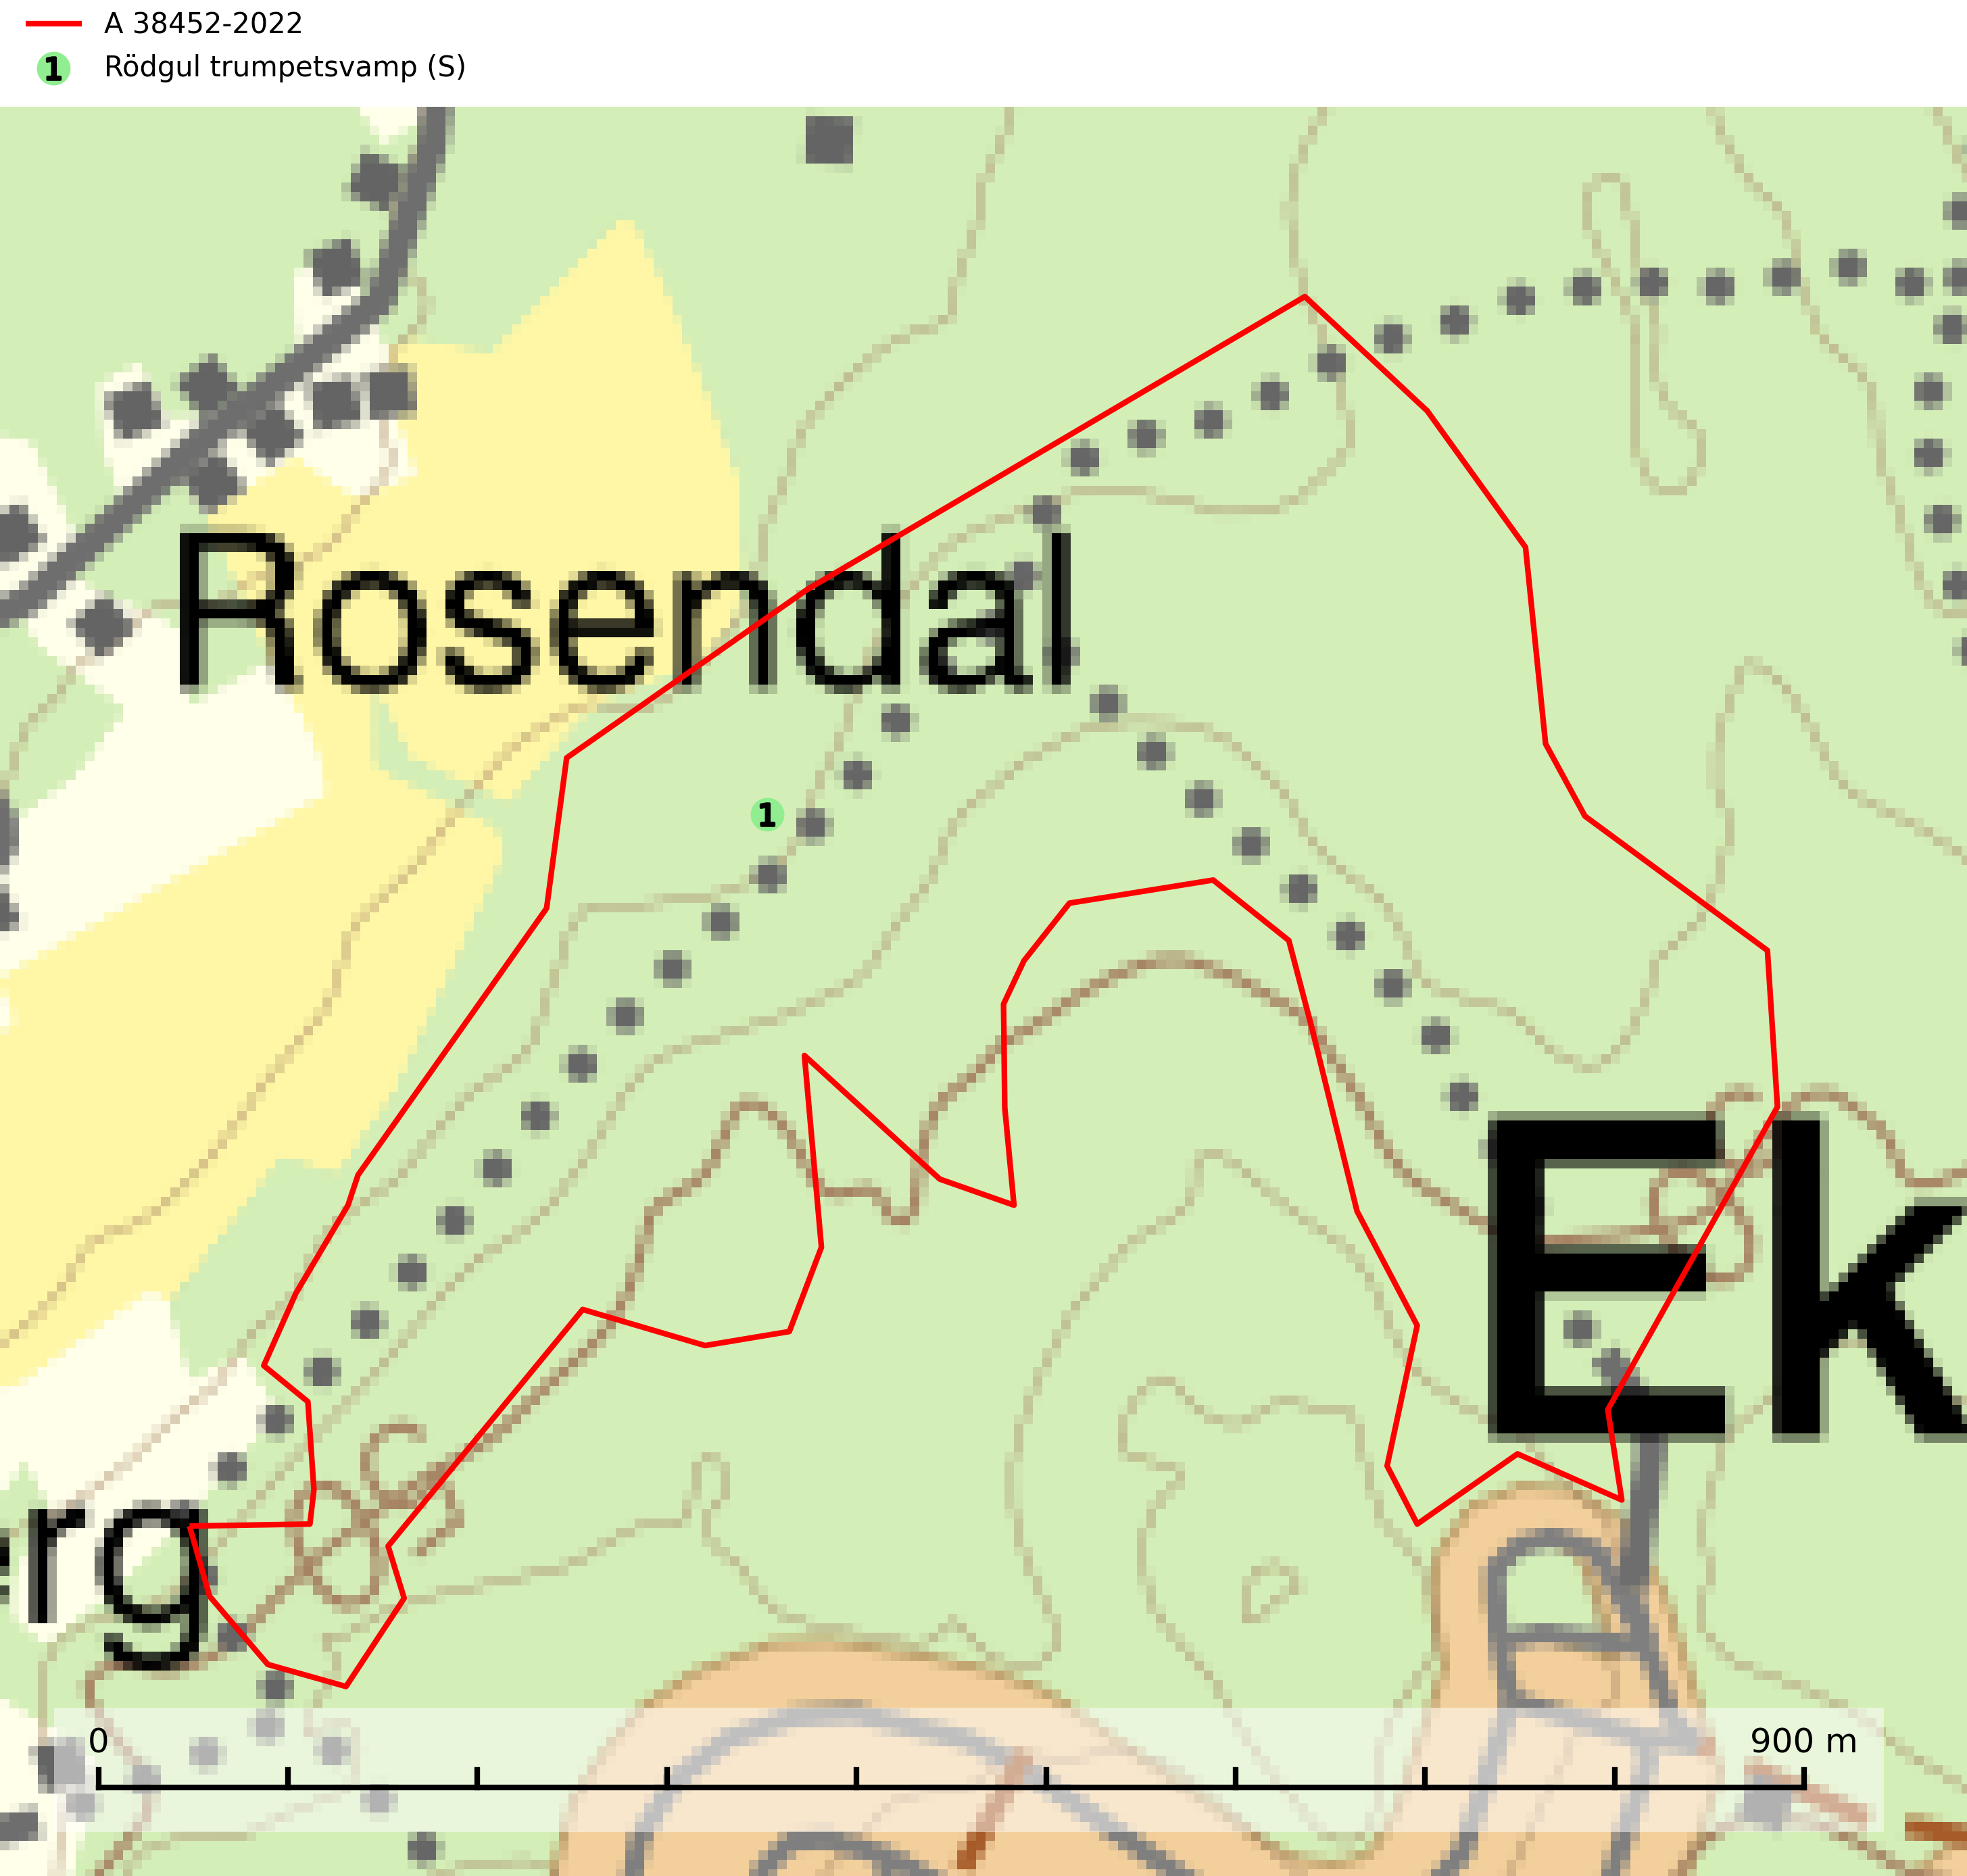 A 38452-2022
1 Rödgul trumpetsvamp (S)
Rosendal
1
Ek
rg
0 900 m